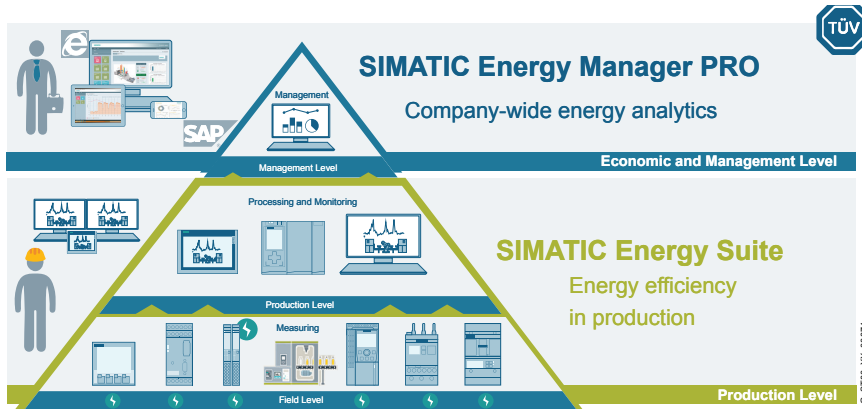 TÜV
SIMATIC Energy Manager PRO
Management
Company-wide energy analytics
SAP
Economic and Management Level
Management Level
Processing and Monitoring
SIMATIC Energy Suite
Energy efficiency
in production
Production Level
Measuring
Production Level
Field Level